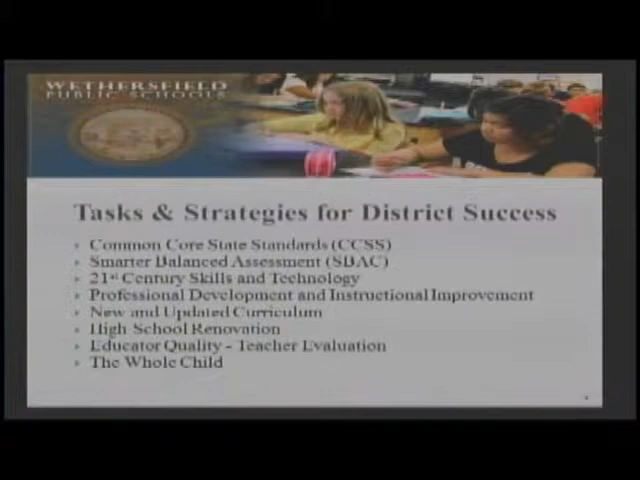 WETHERSFIELD
PUBLIC SCHOOLS
Tasks & Strategies for District Success
Common Core State Standards (CCSS)
Smarter Balanced Assessment (SBAC)
21st Century Skills and Technology
Professional Development and Instructional Improvement
New and Updated Curriculum
High School Renovation
Educator Quality - Teacher Evaluation
The Whole Child